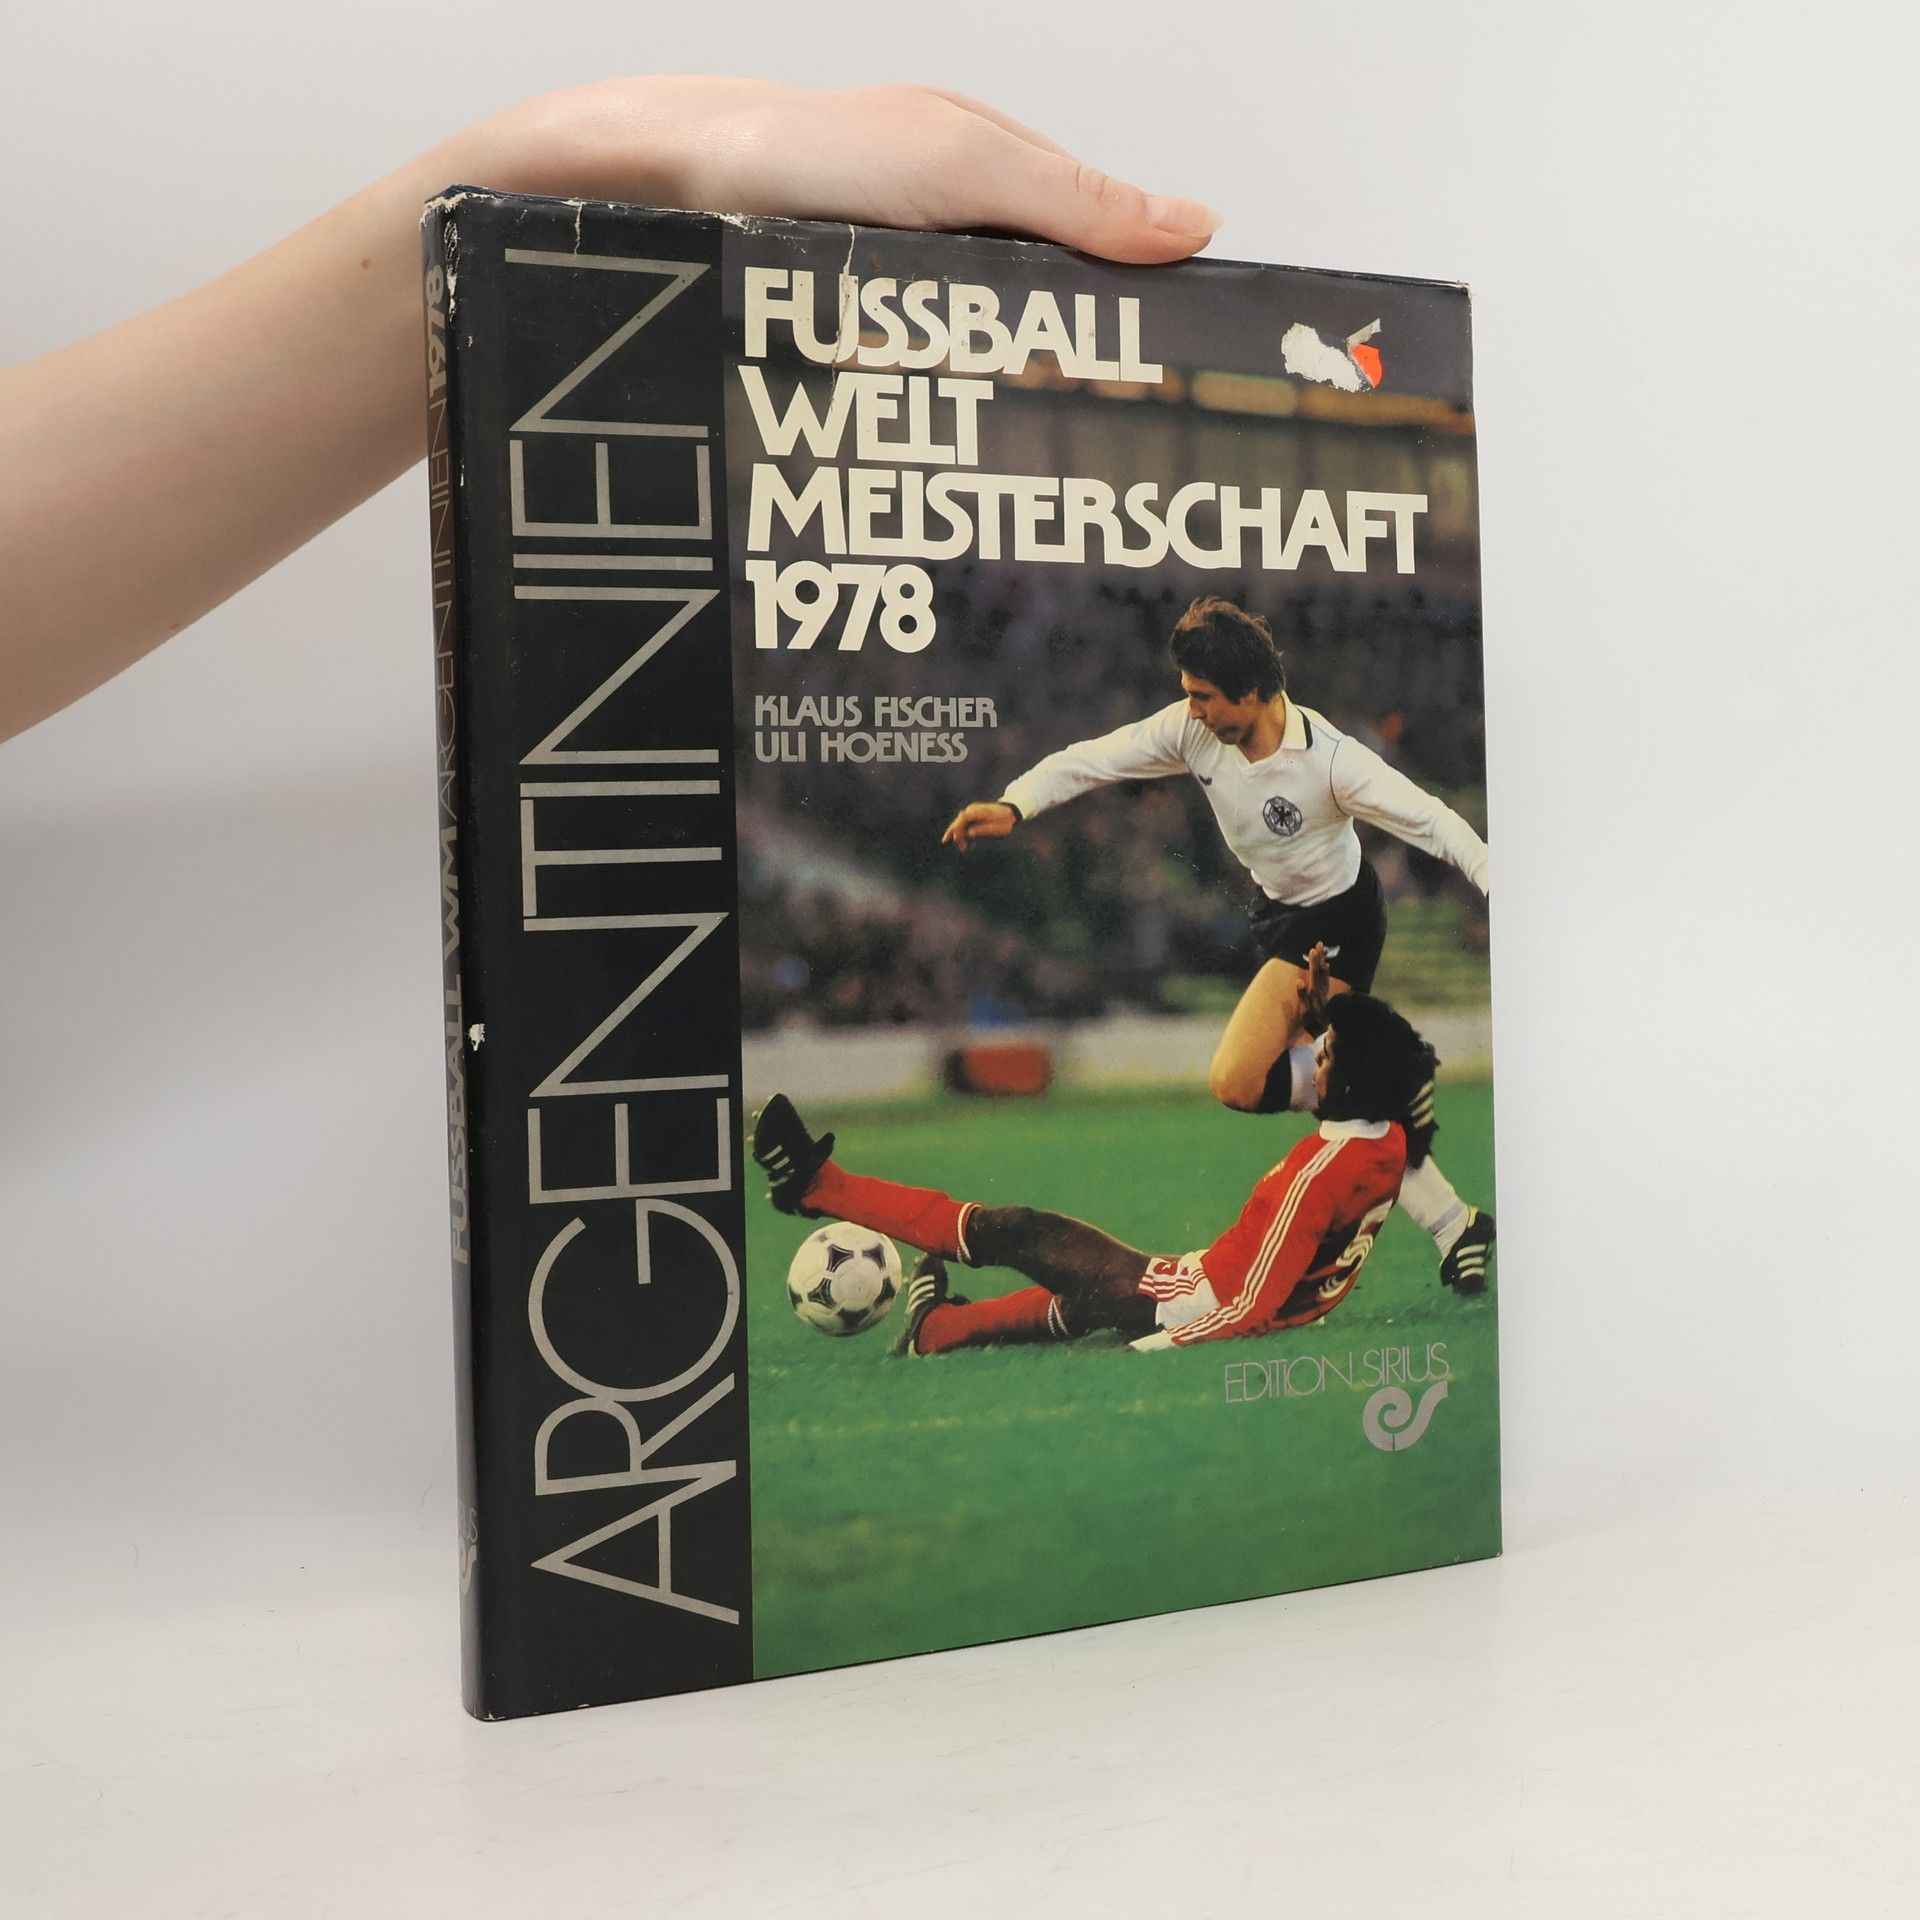 FUSSBALL WM ARGENTINIEN 1978
ARGENTINIEN
FUSSBALL
WELT
MEISTERSCHAFT
1978
KLAUS FISCHER
ULI HOENESS
EDITION SIRIUS